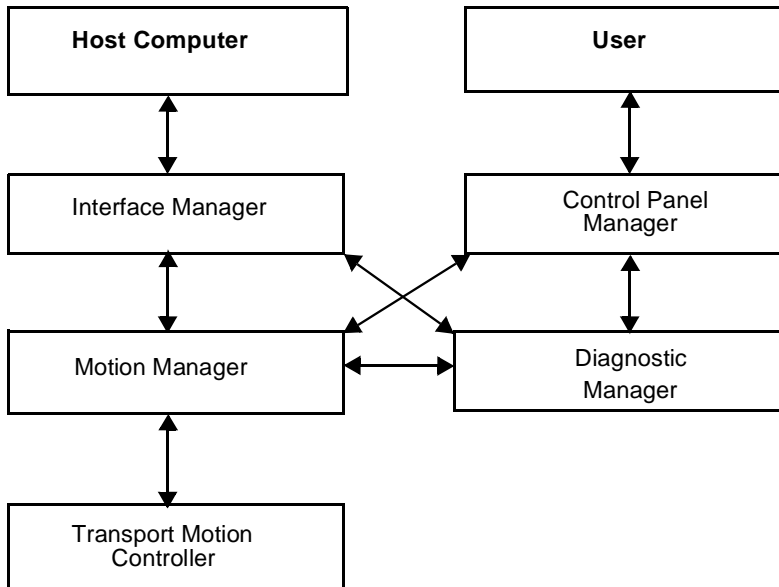 Host Computer
User
Interface Manager
Control Panel
Manager
Motion Manager
Diagnostic
Manager
Transport Motion
Controller